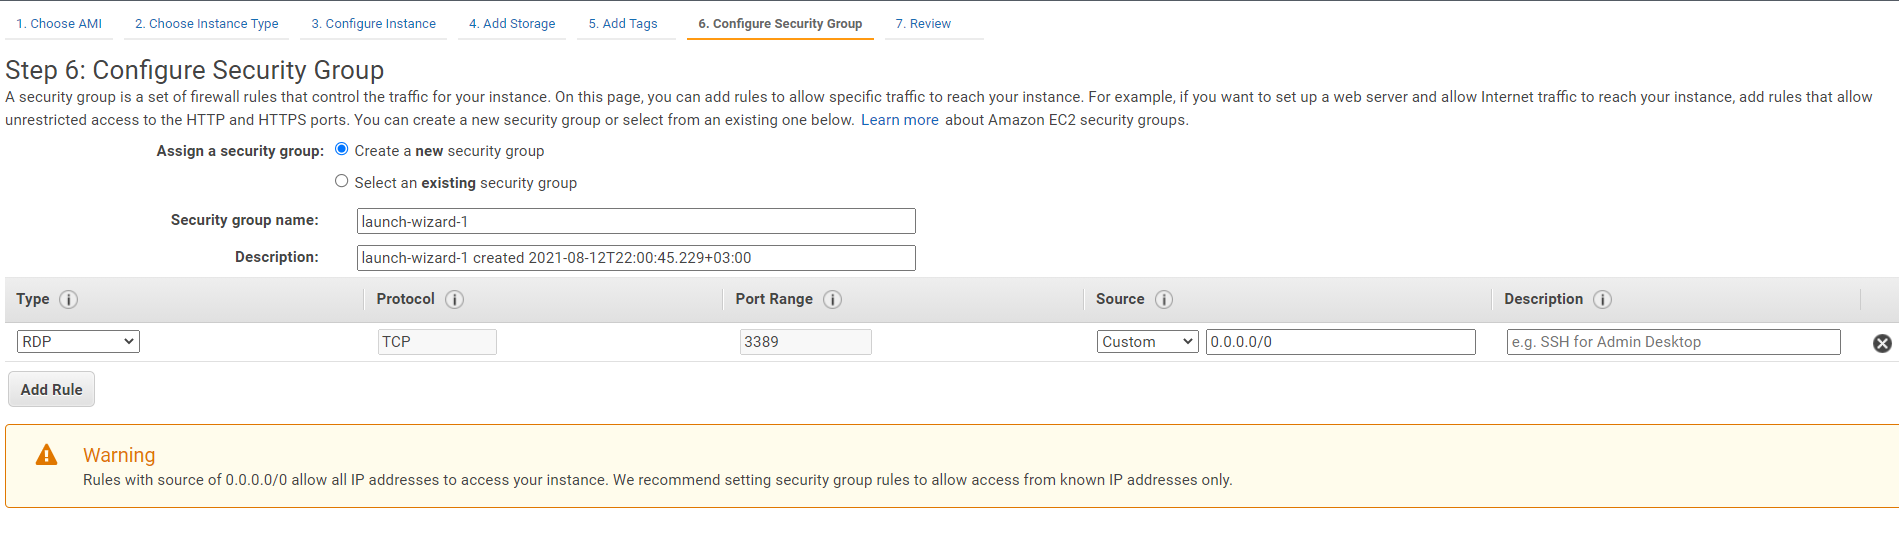 1. Choose AMI 2. Choose Instance Type 3. Configure Instance 4. Add Storage 5. Add Tags 6. Configure Security Group 7. Review
Step 6: Configure Security Group
A security group is a set of firewall rules that control the traffic for your instance. On this page, you can add rules to allow specific traffic to reach your instance. For example, if you want to set up a web server and allow Internet traffic to reach your instance, add rules that allow
unrestricted access to the HTTP and HTTPS ports. You can create a new security group or select from an existing one below. Learn more about Amazon EC2 security groups.
Assign a security group: Create a new security group
Select an existing security group
Security group name: launch-wizard-1
Description: launch-wizard-1 created 2021-08-12T22:00:45.229+03:00
Type i Protocol i Port Range i Source i Description i
RDP TCP 3389 Custom 0.0.0.0/0 e.g. SSH for Admin Desktop
Add Rule
Warning
Rules with source of 0.0.0.0/0 allow all IP addresses to access your instance. We recommend setting security group rules to allow access from known IP addresses only.